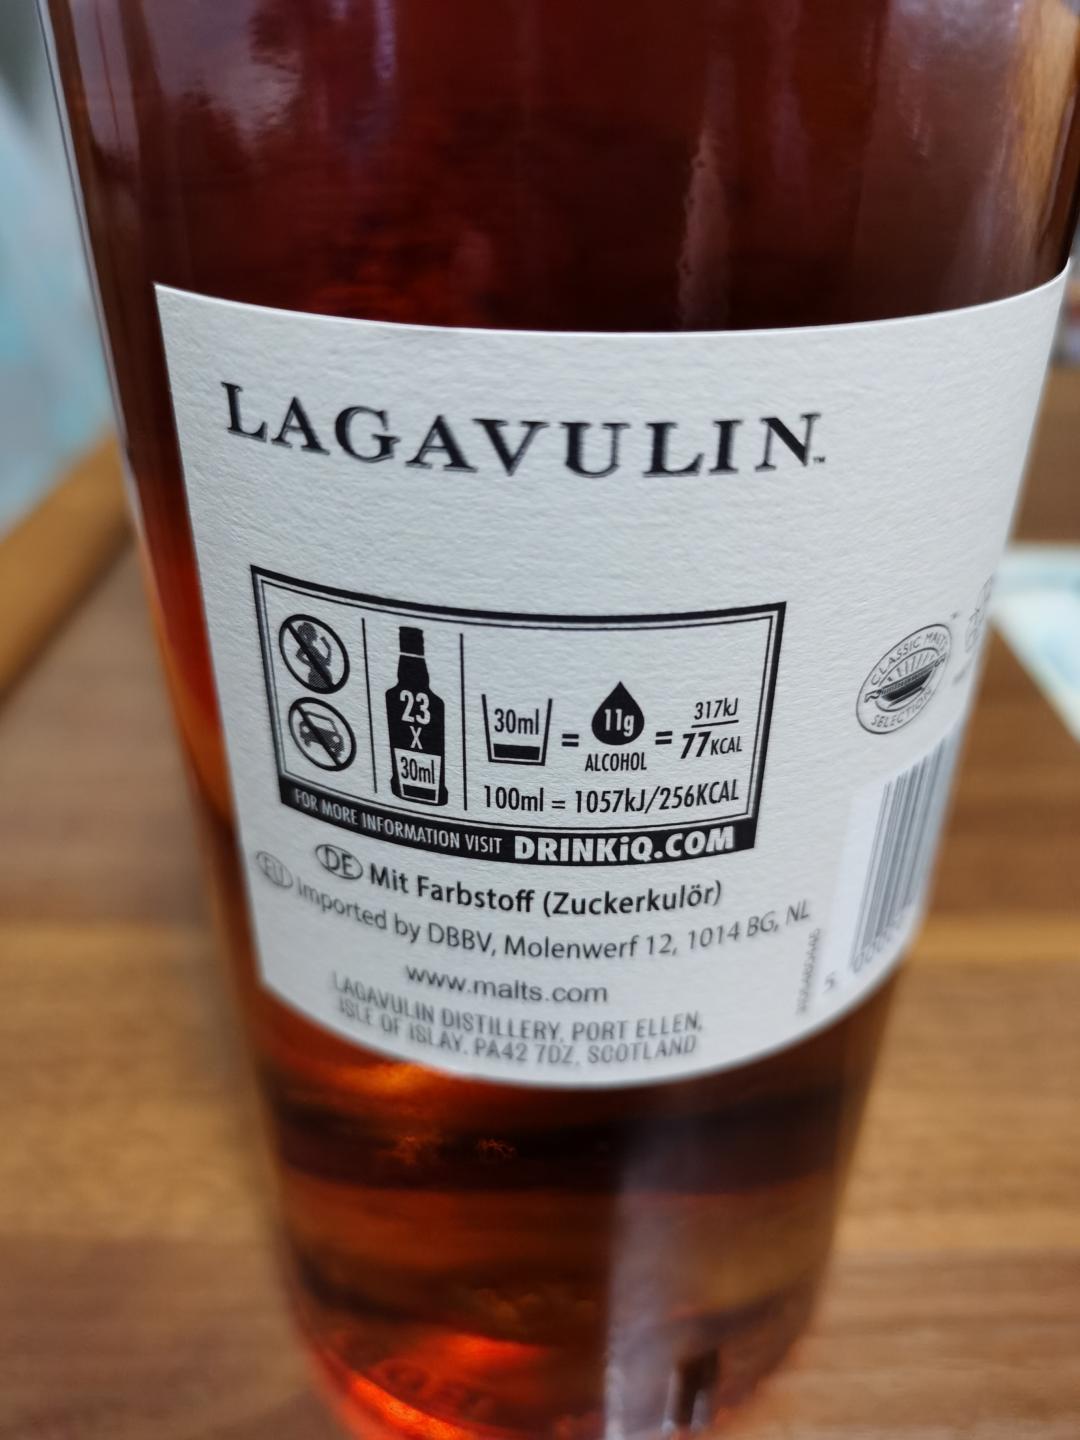 LAGAVULIN™
23
X
30ml
30ml
=
11g
ALCOHOL
=
317kJ
77KCAL
100ml = 1057kJ/256KCAL
FOR MORE INFORMATION VISIT DRINKiQ.COM
DE Mit Farbstoff (Zuckerkulör)
EU Imported by DBBV, Molenwerf 12, 1014 BG, NL
www.malts.com
LAGAVULIN DISTILLERY, PORT ELLEN,
ISLE OF ISLAY. PA42 7DZ, SCOTLAND
CLASSIC MALTS
SELECTION